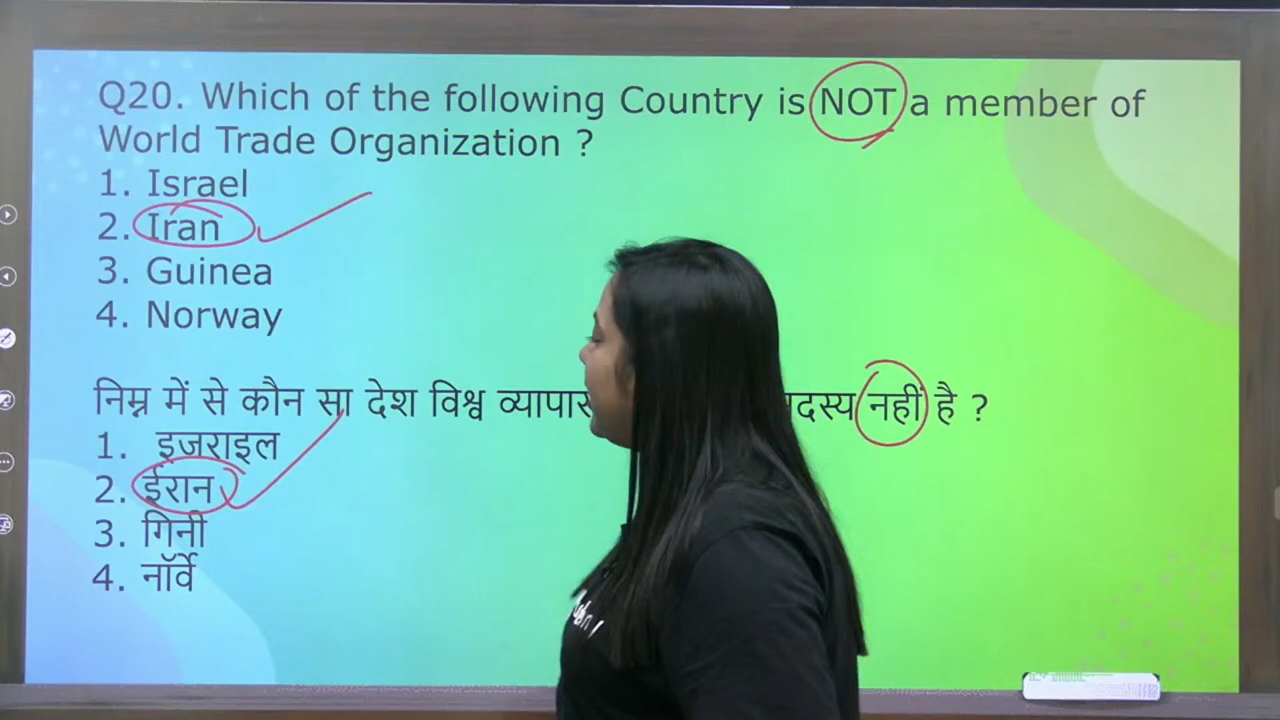 Q20. Which of the following Country is NOT a member of
World Trade Organization ?
1. Israel
2. Iran
3. Guinea
4. Norway
निम्न में से कौन सा देश विश्व व्यापार नहीं है ?
1. इजराइल
2. ईरान
3. गिनी
4. नॉर्वे